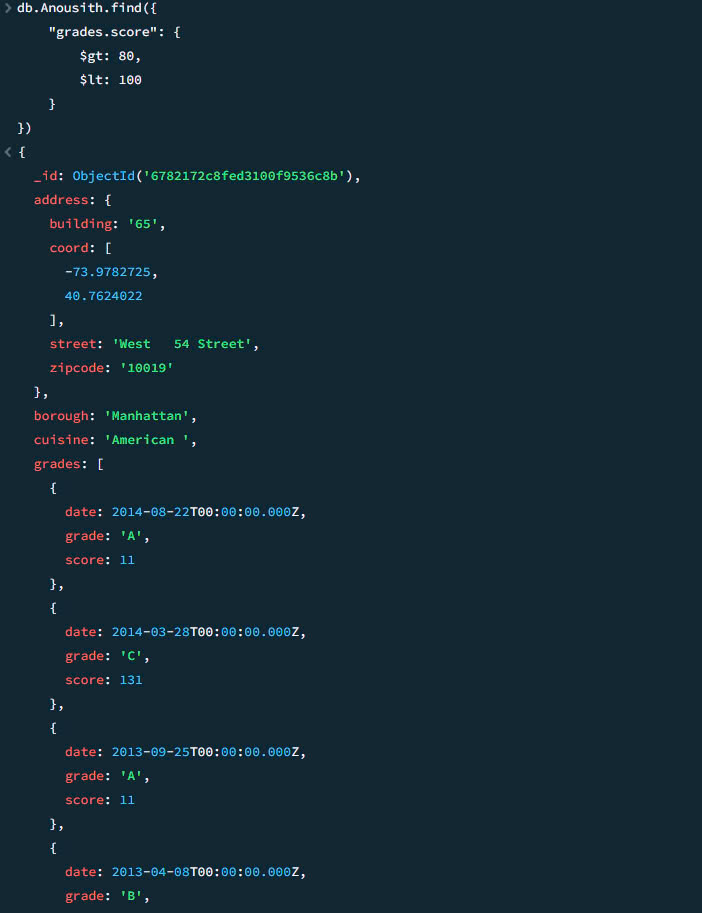 > db.Anousith.find({
"grades.score": {
$gt: 80,
$lt: 100
}
})
< {
_id: ObjectId('6782172c8fed3100f9536c8b'),
address: {
building: '65',
coord: [
-73.9782725,
40.7624022
],
street: 'West   54 Street',
zipcode: '10019'
},
borough: 'Manhattan',
cuisine: 'American ',
grades: [
{
date: 2014-08-22T00:00:00.000Z,
grade: 'A',
score: 11
},
{
date: 2014-03-28T00:00:00.000Z,
grade: 'C',
score: 131
},
{
date: 2013-09-25T00:00:00.000Z,
grade: 'A',
score: 11
},
{
date: 2013-04-08T00:00:00.000Z,
grade: 'B',